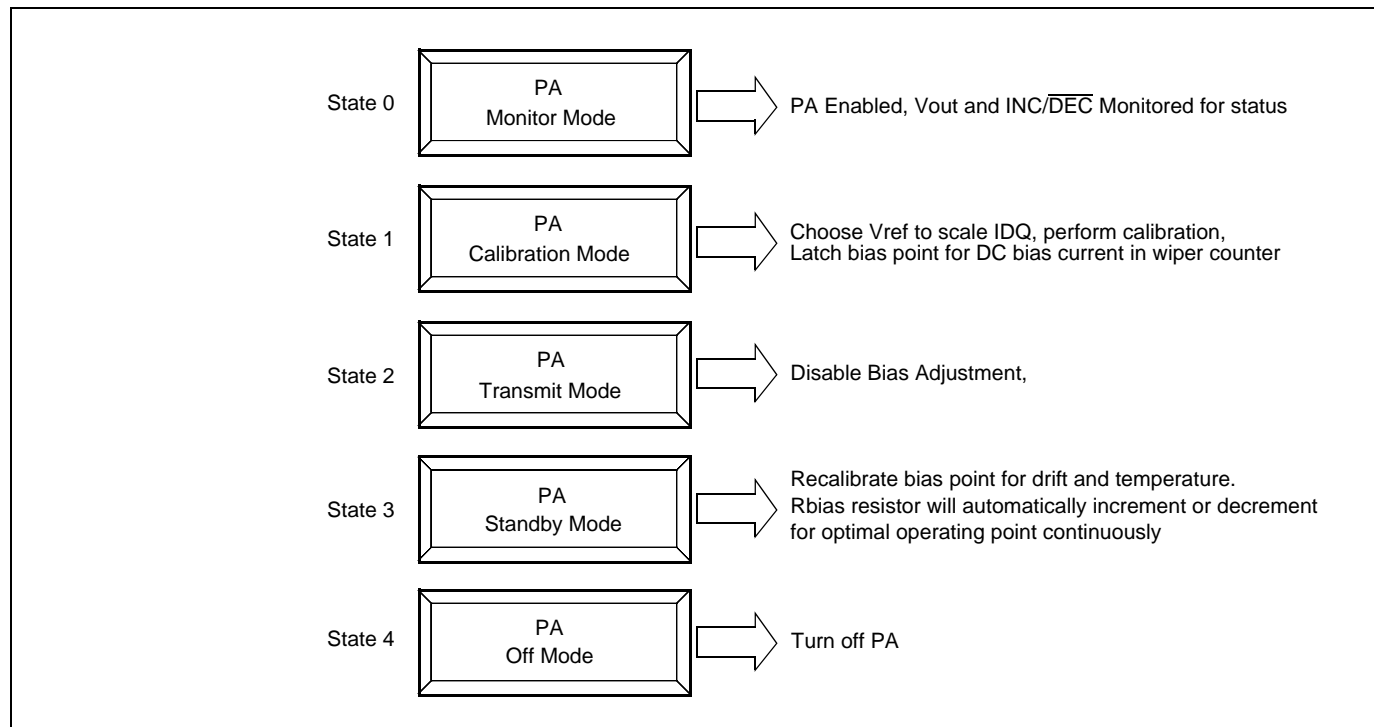 State 0
PA
Monitor Mode
PA Enabled, Vout and INC/D̅E̅C̅ Monitored for status
State 1
PA
Calibration Mode
Choose Vref to scale IDQ, perform calibration,
Latch bias point for DC bias current in wiper counter
State 2
PA
Transmit Mode
Disable Bias Adjustment,
State 3
PA
Standby Mode
Recalibrate bias point for drift and temperature.
Rbias resistor will automatically increment or decrement
for optimal operating point continuously
State 4
PA
Off Mode
Turn off PA